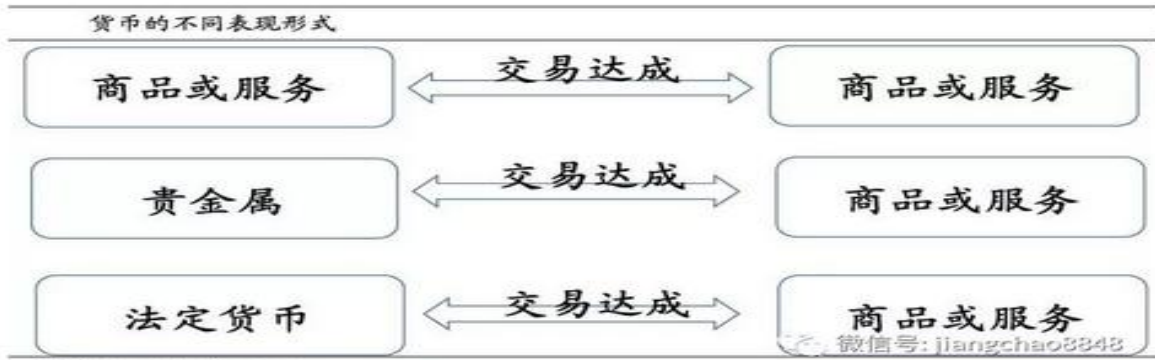 货币的不同表现形式
商品或服务 交易达成 商品或服务
贵金属 交易达成 商品或服务
法定货币 交易达成 商品或服务
微信号: jiangchao8848